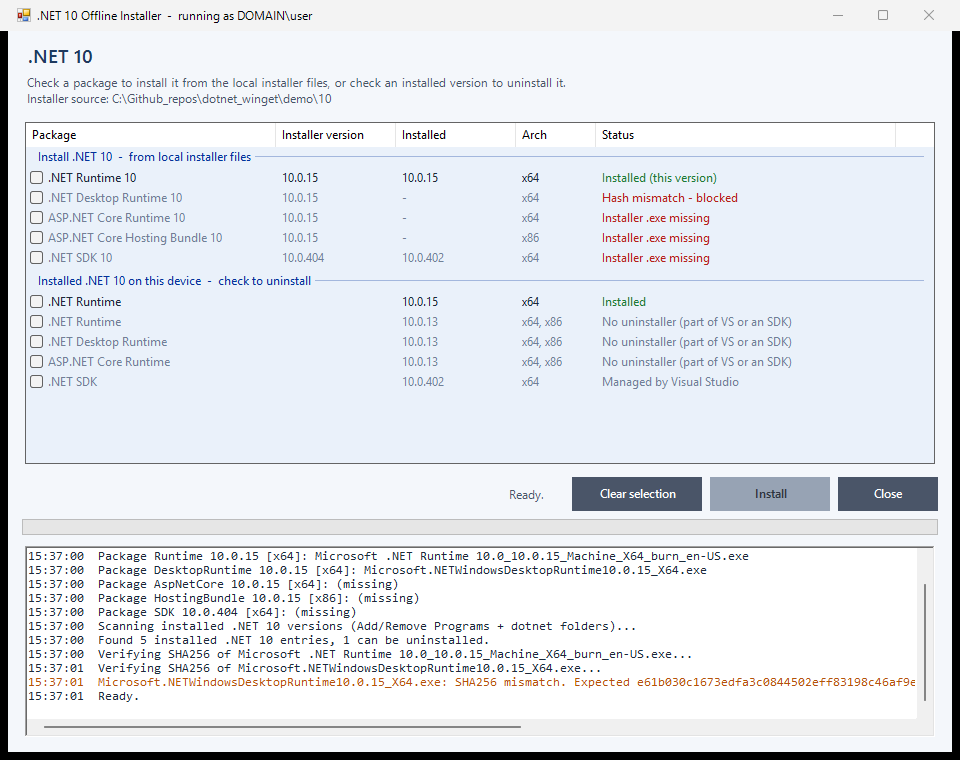 .NET 10 Offline Installer - running as DOMAIN\user
.NET 10
Check a package to install it from the local installer files, or check an installed version to uninstall it.
Installer source: C:\Github_repos\dotnet_winget\demo\10
Package Installer version Installed Arch Status
Install .NET 10 - from local installer files
.NET Runtime 10 10.0.15 10.0.15 x64 Installed (this version)
.NET Desktop Runtime 10 10.0.15 - x64 Hash mismatch - blocked
ASP.NET Core Runtime 10 10.0.15 - x64 Installer .exe missing
ASP.NET Core Hosting Bundle 10 10.0.15 - x86 Installer .exe missing
.NET SDK 10 10.0.404 10.0.402 x64 Installer .exe missing
Installed .NET 10 on this device - check to uninstall
.NET Runtime 10.0.15 x64 Installed
.NET Runtime 10.0.13 x64, x86 No uninstaller (part of VS or an SDK)
.NET Desktop Runtime 10.0.13 x64, x86 No uninstaller (part of VS or an SDK)
ASP.NET Core Runtime 10.0.13 x64, x86 No uninstaller (part of VS or an SDK)
.NET SDK 10.0.402 x64 Managed by Visual Studio
Ready. Clear selection Install Close
15:37:00 Package Runtime 10.0.15 [x64]: Microsoft .NET Runtime 10.0_10.0.15_Machine_X64_burn_en-US.exe
15:37:00 Package DesktopRuntime 10.0.15 [x64]: Microsoft.NETWindowsDesktopRuntime10.0.15_X64.exe
15:37:00 Package AspNetCore 10.0.15 [x64]: (missing)
15:37:00 Package HostingBundle 10.0.15 [x86]: (missing)
15:37:00 Package SDK 10.0.404 [x64]: (missing)
15:37:00 Scanning installed .NET 10 versions (Add/Remove Programs + dotnet folders)...
15:37:00 Found 5 installed .NET 10 entries, 1 can be uninstalled.
15:37:00 Verifying SHA256 of Microsoft .NET Runtime 10.0_10.0.15_Machine_X64_burn_en-US.exe...
15:37:01 Verifying SHA256 of Microsoft.NETWindowsDesktopRuntime10.0.15_X64.exe...
15:37:01 Microsoft.NETWindowsDesktopRuntime10.0.15_X64.exe: SHA256 mismatch. Expected e61b030c1673edfa3c0844502eff83198c46af9e
15:37:01 Ready.